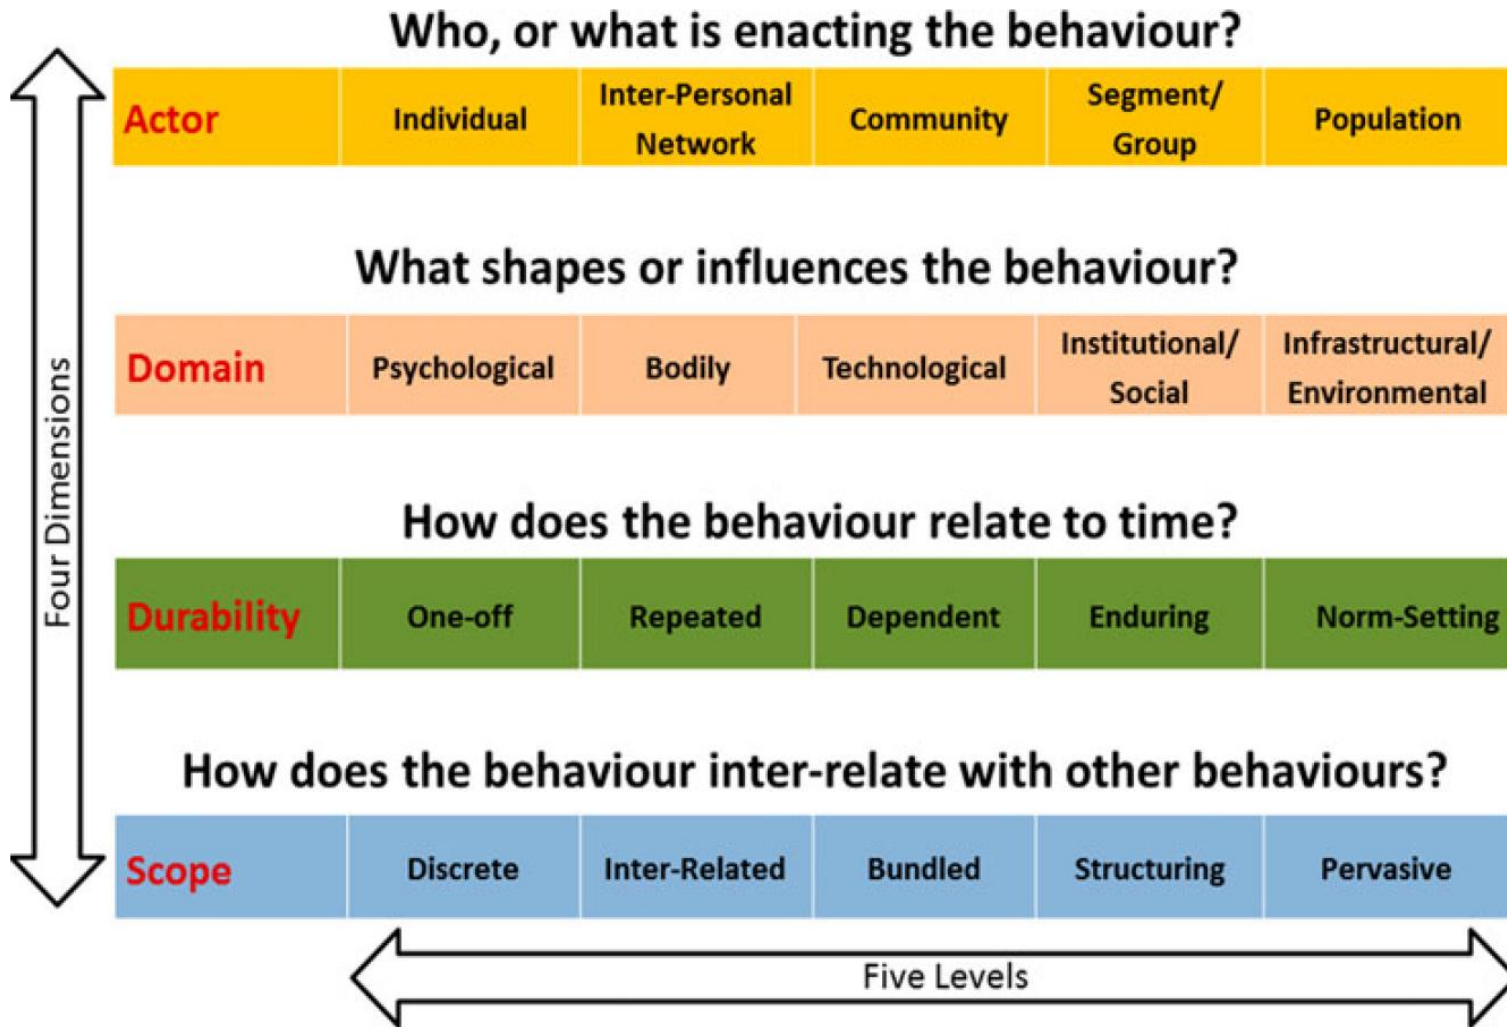 Who, or what is enacting the behaviour?
Actor
Individual
Inter-Personal
Network
Community
Segment/
Group
Population
What shapes or influences the behaviour?
Domain
Psychological
Bodily
Technological
Institutional/
Social
Infrastructural/
Environmental
How does the behaviour relate to time?
Durability
One-off
Repeated
Dependent
Enduring
Norm-Setting
How does the behaviour inter-relate with other behaviours?
Scope
Discrete
Inter-Related
Bundled
Structuring
Pervasive
Four Dimensions
Five Levels